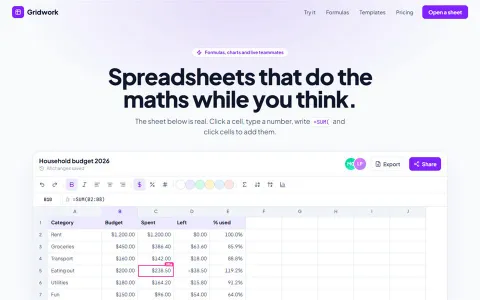 Gridwork
Try it Formulas Templates Pricing Open a sheet
Formulas, charts and live teammates
Spreadsheets that do the
maths while you think.
The sheet below is real. Click a cell, type a number, write =SUM( and
click cells to add them.
Household budget 2026
All changes saved
Export Share
B I $ % # Σ
B10 =SUM(B2:B8)
A B C D E F G H I J
1 Category Budget Spent Left % used
2 Rent $1,200.00 $1,200.00 $0.00 100.0%
3 Groceries $450.00 $386.40 $63.60 85.9%
4 Transport $160.00 $142.00 $18.00 88.8%
5 Eating out $200.00 $238.50 -$38.50 119.2%
6 Utilities $180.00 $164.20 $15.80 91.2%
7 Fun $150.00 $96.00 $54.00 64.0%